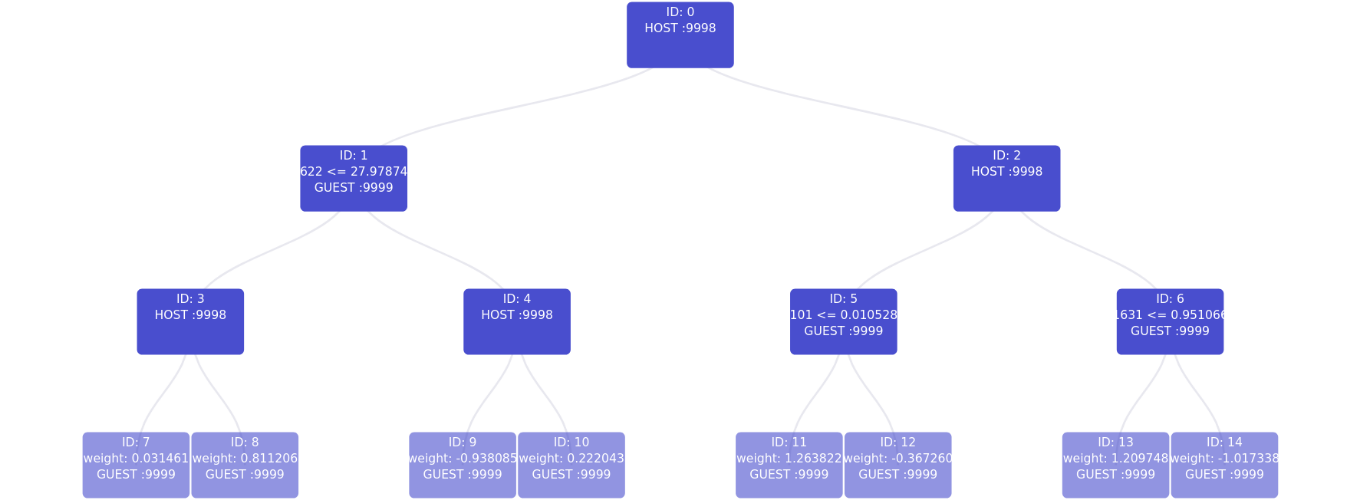 ID: 0
HOST :9998
ID: 1
622 <= 27.97874
GUEST :9999
ID: 2
HOST :9998
ID: 3
HOST :9998
ID: 4
HOST :9998
ID: 5
101 <= 0.010528
GUEST :9999
ID: 6
1631 <= 0.951066
GUEST :9999
ID: 7
weight: 0.031461
GUEST :9999
ID: 8
weight: 0.811206
GUEST :9999
ID: 9
weight: -0.938085
GUEST :9999
ID: 10
weight: 0.222043
GUEST :9999
ID: 11
weight: 1.263822
GUEST :9999
ID: 12
weight: -0.367260
GUEST :9999
ID: 13
weight: 1.209748
GUEST :9999
ID: 14
weight: -1.017338
GUEST :9999